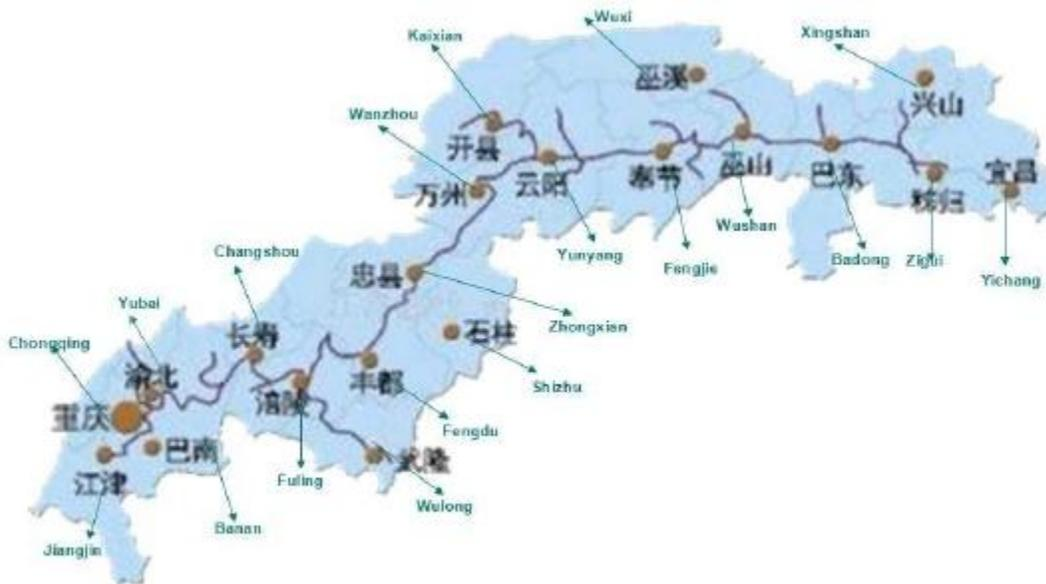 Wuxi
Kaixian
Xingshan
巫溪
兴山
Wanzhou
开县
万州
云阳
奉节
巫山
巴东
秭归
宜昌
Changshou
Yunyang
Fengjie
Wushan
Badong
Zigui
Yichang
忠县
Yubai
Zhongxian
长寿
石柱
Chongqing
渝北
Shizhu
涪陵
丰都
重庆
Fengdu
巴南
武隆
江津
Fuling
Wulong
Banan
Jiangjin